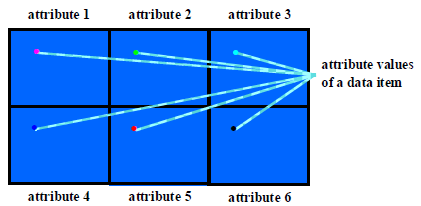 attribute 1
attribute 2
attribute 3
attribute values
of a data item
attribute 4
attribute 5
attribute 6